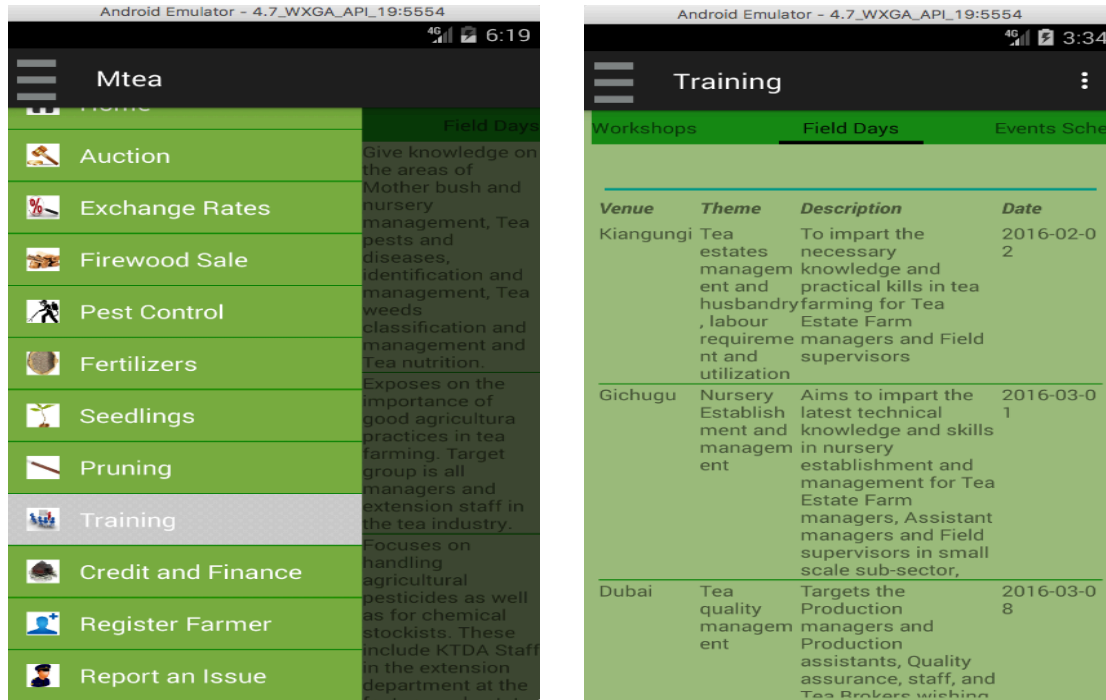 Android Emulator - 4.7_WXGA_API_19:5554
4G 6:19
Mtea
Home
Auction
Exchange Rates
Firewood Sale
Pest Control
Fertilizers
Seedlings
Pruning
Training
Credit and Finance
Register Farmer
Report an Issue
Field Days
Give knowledge on
the areas of
Mother bush and
nursery
management, Tea
pests and
diseases,
identification and
management, Tea
weeds
classification and
management and
Tea nutrition.
Exposes on the
importance of
good agricultura
practices in tea
farming. Target
group is all
managers and
extension staff in
the tea industry.
Focuses on
handling
agricultural
pesticides as well
as for chemical
stockists. These
include KTDA Staff
in the extension
department at the
Android Emulator - 4.7_WXGA_API_19:5554
4G 3:34
Training
Workshops Field Days Events Sche
Venue Theme Description Date
Kiangungi Tea To impart the 2016-02-0
estates necessary 2
managem knowledge and
ent and practical kills in tea
husbandry farming for Tea
, labour Estate Farm
requireme managers and Field
nt and supervisors
utilization
Gichugu Nursery Aims to impart the 2016-03-0
Establish latest technical 1
ment and knowledge and skills
managem in nursery
ent establishment and
management for Tea
Estate Farm
managers, Assistant
managers and Field
supervisors in small
scale sub-sector,
Dubai Tea Targets the 2016-03-0
quality Production 8
managem managers and
ent Production
assistants, Quality
assurance, staff, and
Tea Brokers wishing